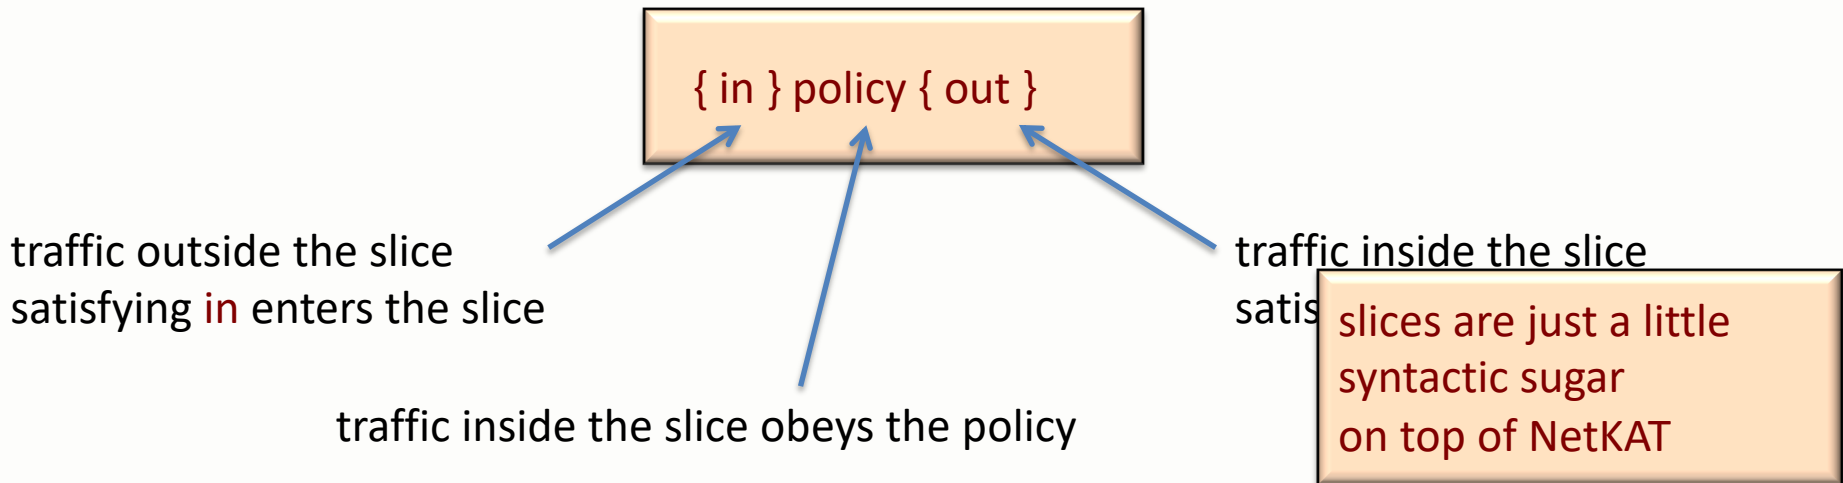 { in } policy { out }
traffic outside the slice
satisfying in enters the slice
traffic inside the slice obeys the policy
traffic inside the slice
slices are just a little
syntactic sugar
on top of NetKAT